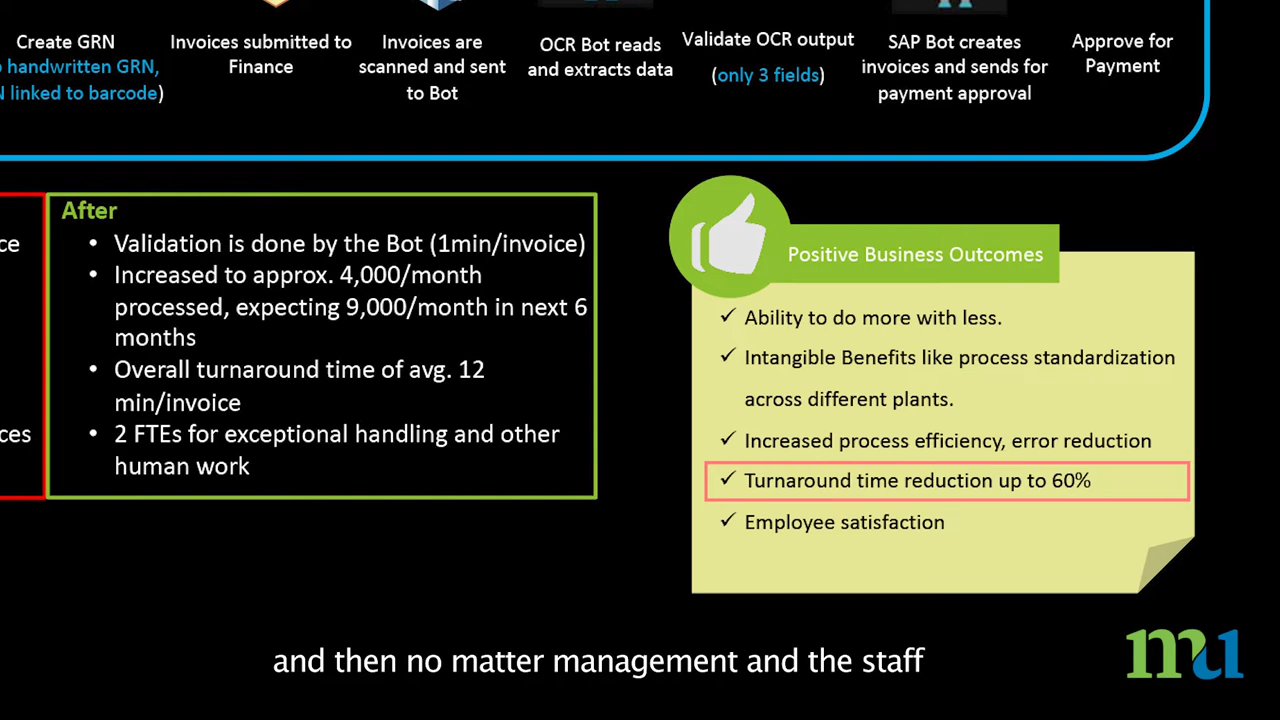 Create GRN
handwritten GRN,
linked to barcode)
Invoices submitted to
Finance
Invoices are
scanned and sent
to Bot
OCR Bot reads
and extracts data
Validate OCR output
(only 3 fields)
SAP Bot creates
invoices and sends for
payment approval
Approve for
Payment
After
• Validation is done by the Bot (1min/invoice)
• Increased to approx. 4,000/month
processed, expecting 9,000/month in next 6
months
• Overall turnaround time of avg. 12
min/invoice
• 2 FTEs for exceptional handling and other
human work
Positive Business Outcomes
✓ Ability to do more with less.
✓ Intangible Benefits like process standardization
across different plants.
✓ Increased process efficiency, error reduction
✓ Turnaround time reduction up to 60%
✓ Employee satisfaction
and then no matter management and the staff
mu